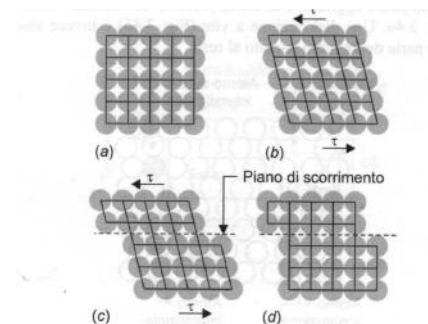 τ
(a)
(b)
τ
τ
Piano di scorrimento
(c)
τ
(d)